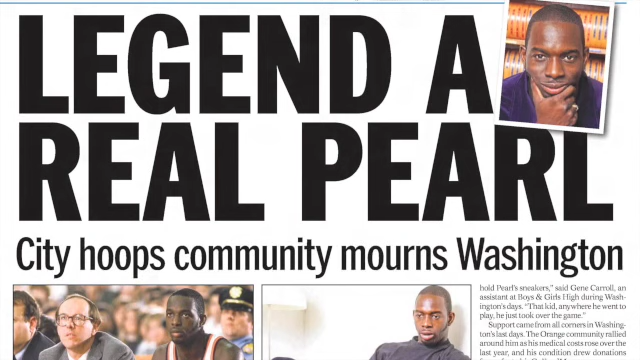 LEGEND A
REAL PEARL
City hoops community mourns Washington
hold Pearl's sneakers," said Gene Carroll, an
assistant at Boys & Girls High during Wash-
ington's days. "That kid, anywhere he went to
play, he just took over the game."
Support came from all corners in Washing-
ton's last days. The Orange community rallied
around him as his medical costs rose over the
last year, and his condition drew donations